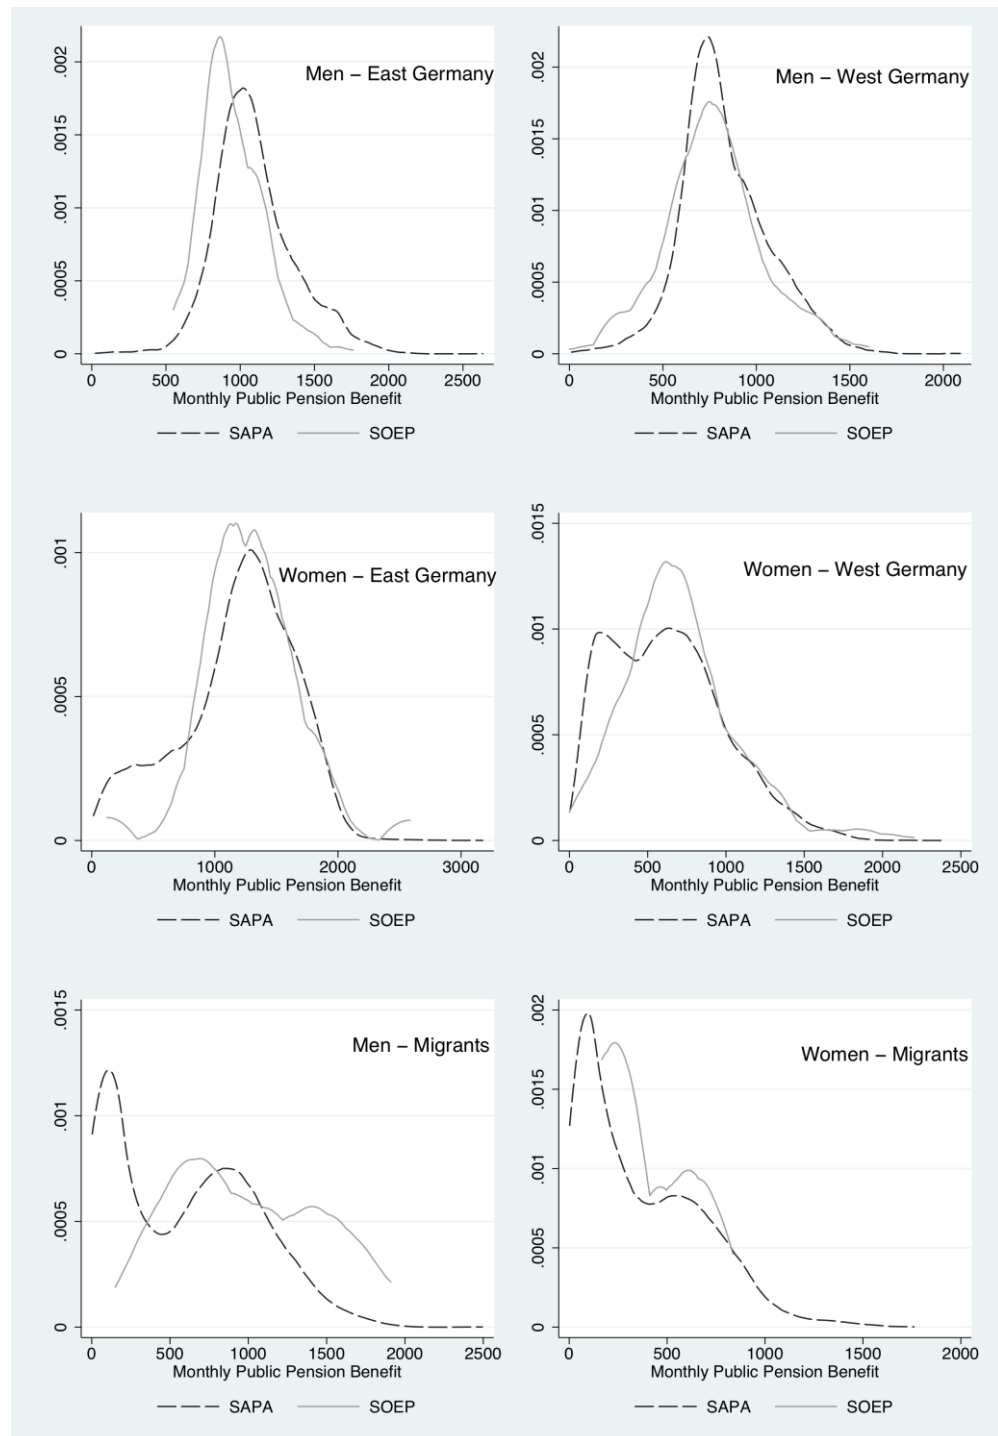 Men – East Germany
.002
.0015
.001
.0005
0
0 500 1000 1500 2000 2500
Monthly Public Pension Benefit
SAPA SOEP
Men – West Germany
.002
.0015
.001
.0005
0
0 500 1000 1500 2000
Monthly Public Pension Benefit
SAPA SOEP
Women – East Germany
.001
.0005
0
0 1000 2000 3000
Monthly Public Pension Benefit
SAPA SOEP
Women – West Germany
.0015
.001
.0005
0
0 500 1000 1500 2000 2500
Monthly Public Pension Benefit
SAPA SOEP
Men – Migrants
.0015
.001
.0005
0
0 500 1000 1500 2000 2500
Monthly Public Pension Benefit
SAPA SOEP
Women – Migrants
.002
.0015
.001
.0005
0
0 500 1000 1500 2000
Monthly Public Pension Benefit
SAPA SOEP